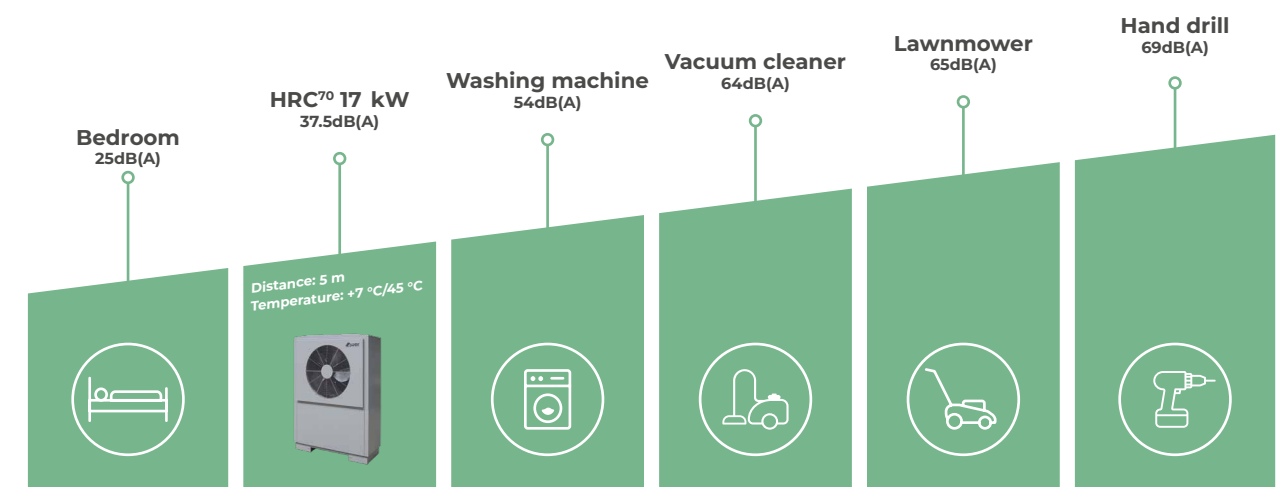 Bedroom
25dB(A)
HRC⁷⁰ 17 kW
37.5dB(A)
Distance: 5 m
Temperature: +7 °C/45 °C
Washing machine
54dB(A)
Vacuum cleaner
64dB(A)
Lawnmower
65dB(A)
Hand drill
69dB(A)